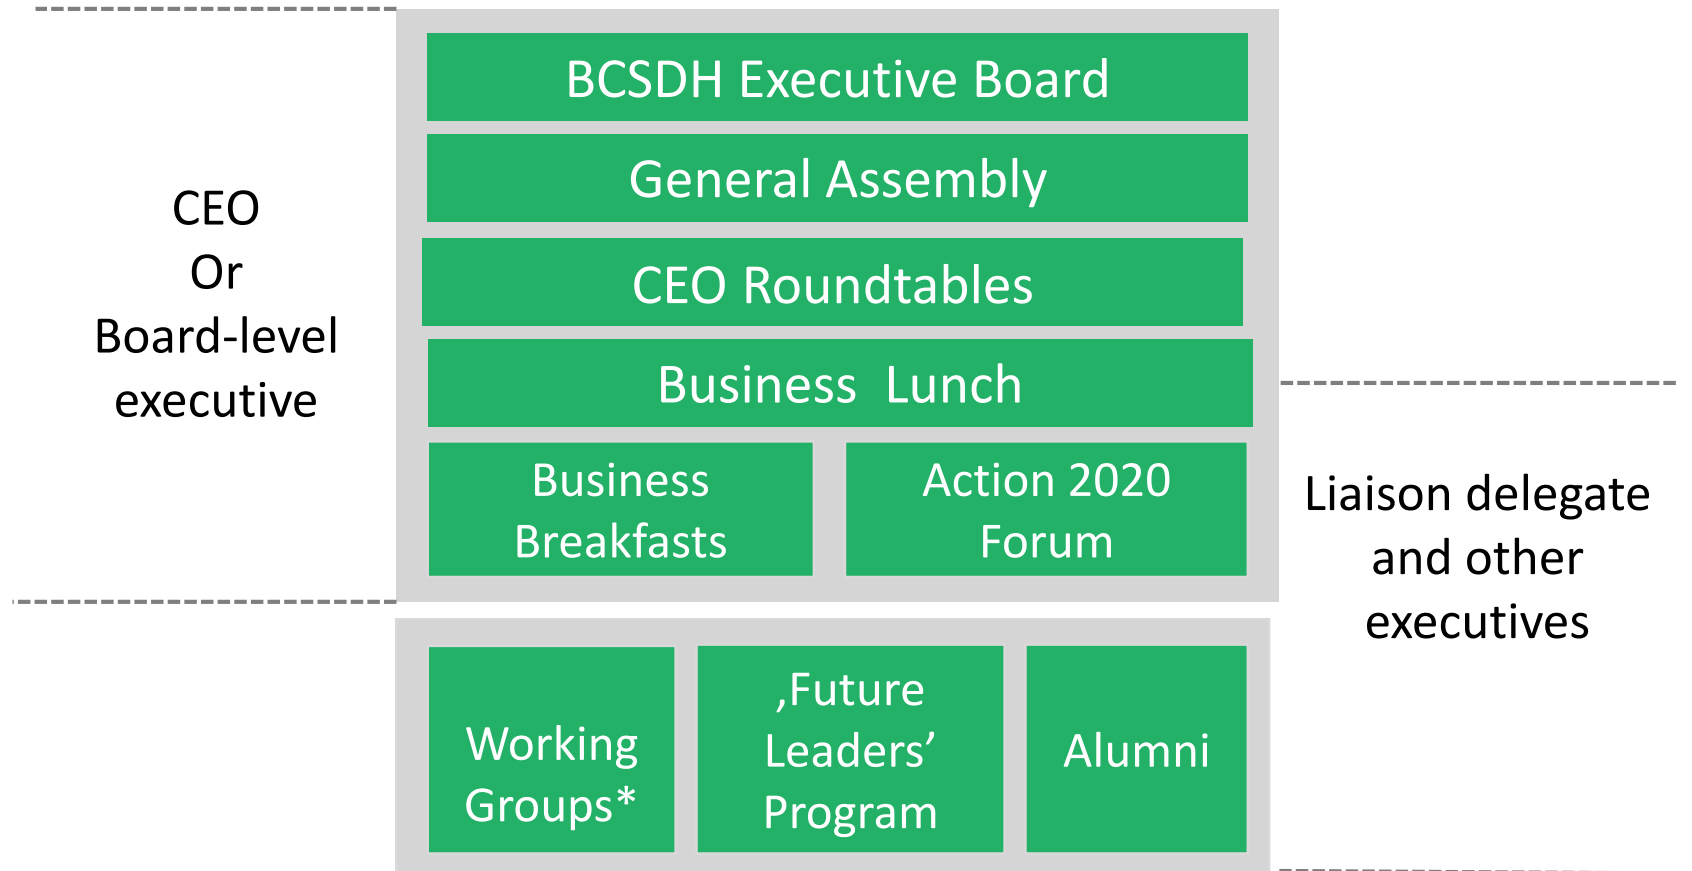 BCSDH Executive Board
General Assembly
CEO Roundtables
Business Lunch
Business
Breakfasts
Action 2020
Forum
CEO
Or
Board-level
executive
Liaison delegate
and other
executives
Working
Groups*
‚Future
Leaders’
Program
Alumni